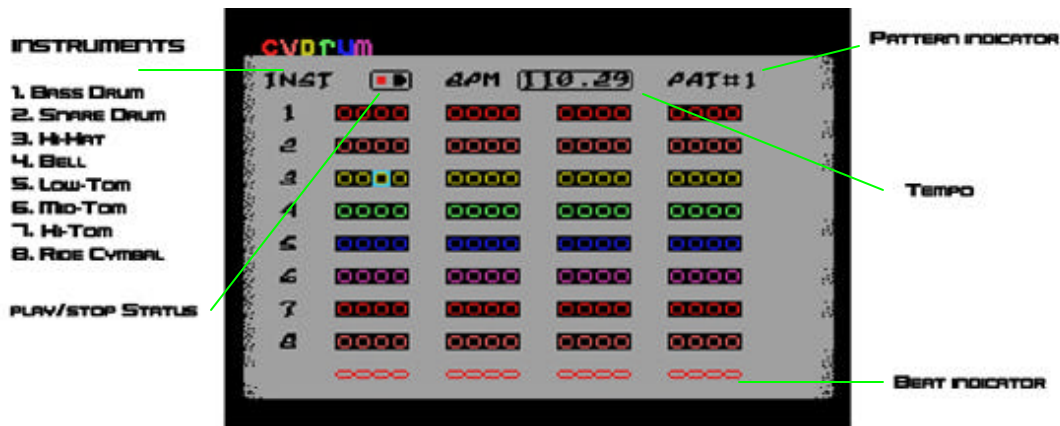 INSTRUMENTS
1. Bass Drum
2. Snare Drum
3. Hi-Hat
4. Bell
5. Low-Tom
6. Mid-Tom
7. Hi-Tom
8. Ride Cymbal
play/stop Status
cvDrum
INST BPM 110.29 PAT#1
1
2
3
4
5
6
7
8
Pattern indicator
Tempo
Beat indicator